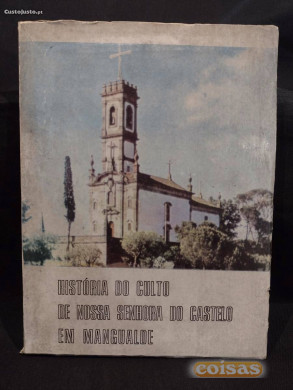 CustoJusto.pt
HISTÓRIA DO CULTO
DE NOSSA SENHORA DO CASTELO
EM MANGUALDE
coisas